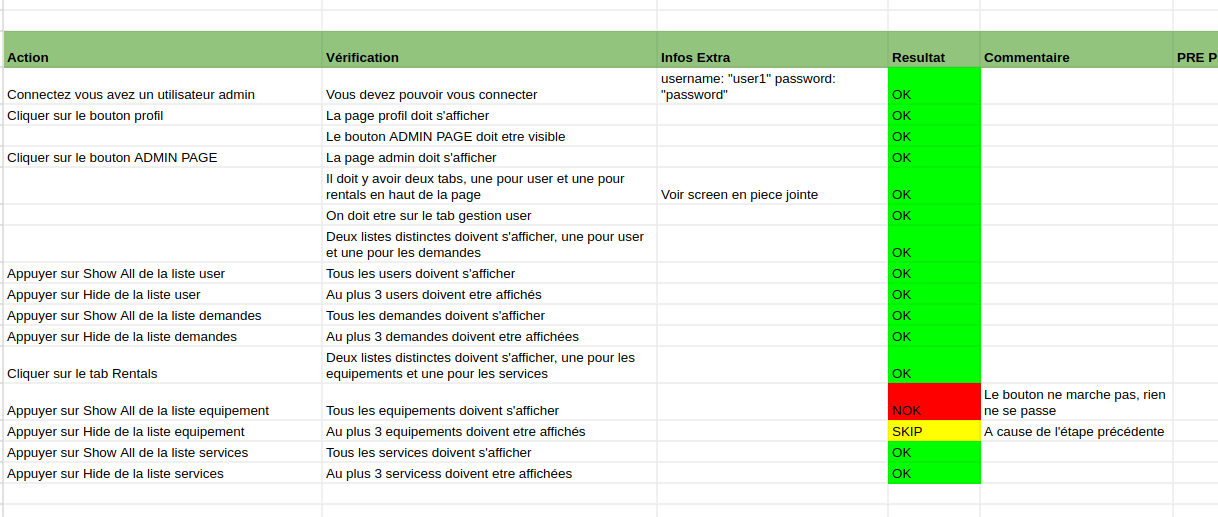 Action Vérification Infos Extra Resultat Commentaire PRE P
username: "user1" password:
Connectez vous avez un utilisateur admin Vous devez pouvoir vous connecter "password" OK
Cliquer sur le bouton profil La page profil doit s'afficher OK
Le bouton ADMIN PAGE doit etre visible OK
Cliquer sur le bouton ADMIN PAGE La page admin doit s'afficher OK
Il doit y avoir deux tabs, une pour user et une pour
rentals en haut de la page Voir screen en piece jointe OK
On doit etre sur le tab gestion user OK
Deux listes distinctes doivent s'afficher, une pour user
et une pour les demandes OK
Appuyer sur Show All de la liste user Tous les users doivent s'afficher OK
Appuyer sur Hide de la liste user Au plus 3 users doivent etre affichés OK
Appuyer sur Show All de la liste demandes Tous les demandes doivent s'afficher OK
Appuyer sur Hide de la liste demandes Au plus 3 demandes doivent etre affichées OK
Deux listes distinctes doivent s'afficher, une pour les
Cliquer sur le tab Rentals equipements et une pour les services OK
Le bouton ne marche pas, rien
Appuyer sur Show All de la liste equipement Tous les equipements doivent s'afficher NOK ne se passe
Appuyer sur Hide de la liste equipement Au plus 3 equipements doivent etre affichés SKIP A cause de l'étape précédente
Appuyer sur Show All de la liste services Tous les services doivent s'afficher OK
Appuyer sur Hide de la liste services Au plus 3 servicess doivent etre affichées OK